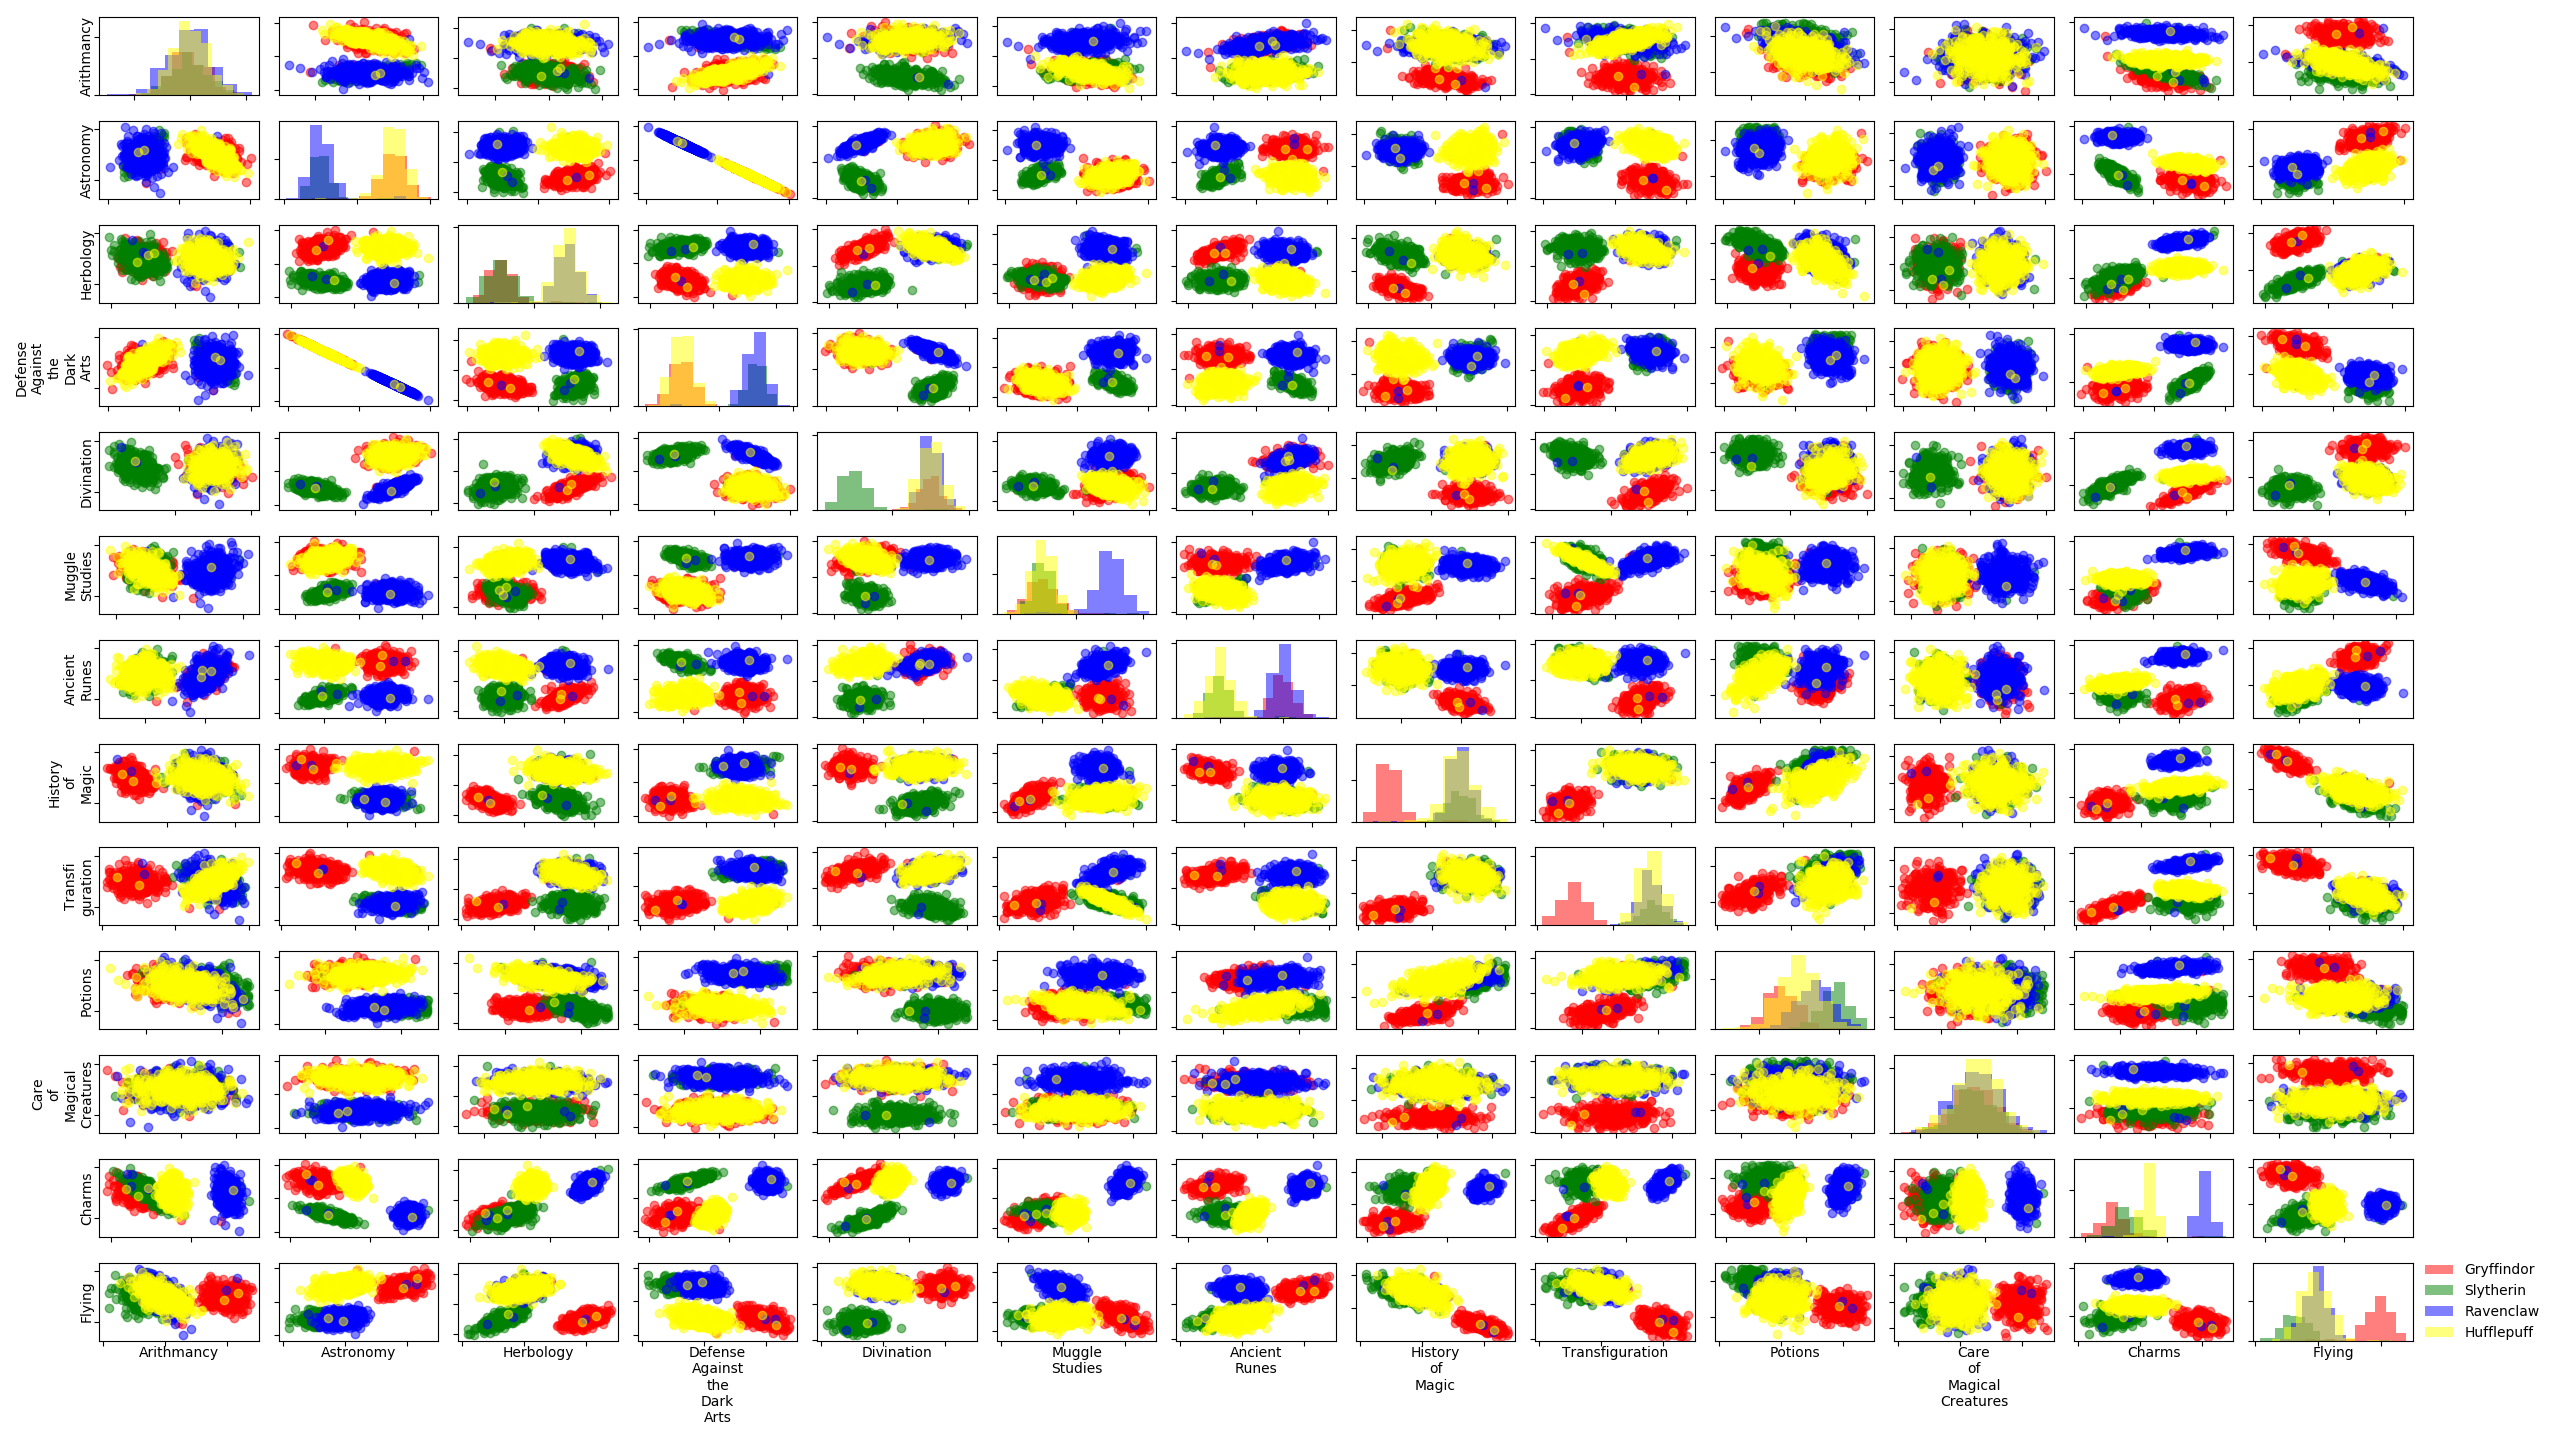 Arithmancy
Astronomy
Herbology
Defense
Against
the
Dark
Arts
Divination
Muggle
Studies
Ancient
Runes
History
of
Magic
Transfi
guration
Potions
Care
of
Magical
Creatures
Charms
Flying
Gryffindor
Slytherin
Ravenclaw
Hufflepuff
Arithmancy
Astronomy
Herbology
Defense
Against
the
Dark
Arts
Divination
Muggle
Studies
Ancient
Runes
History
of
Magic
Transfiguration
Potions
Care
of
Magical
Creatures
Charms
Flying